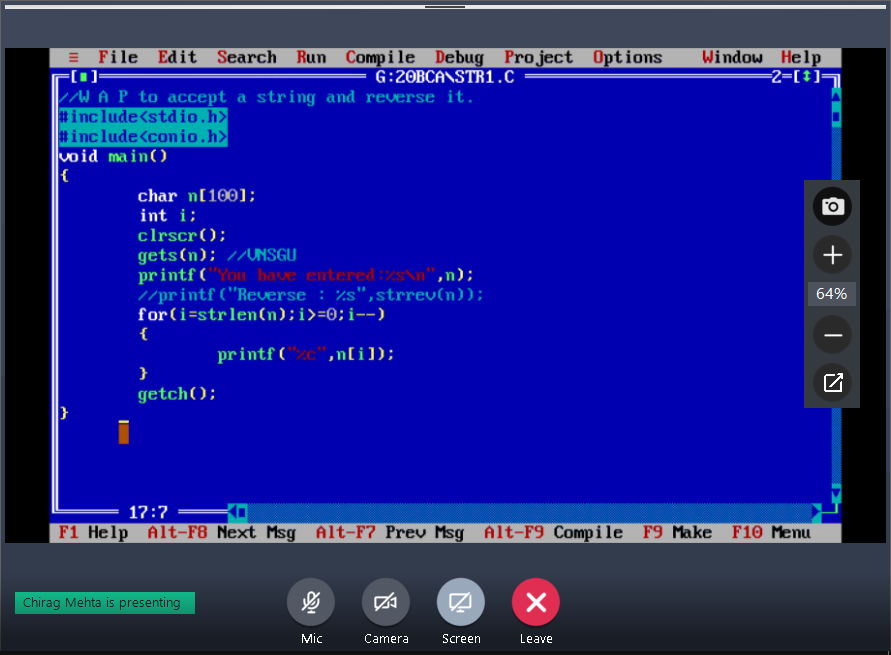 ≡ File Edit Search Run Compile Debug Project Options Window Help
[■] G:20BCA\STR1.C 2=[↕]
//W A P to accept a string and reverse it.
#include<stdio.h>
#include<conio.h>
void main()
{
char n[100];
int i;
clrscr();
gets(n); //VNSGU
printf("You have entered:%s\n",n);
//printf("Reverse : %s",strrev(n));
for(i=strlen(n);i>=0;i--)
{
printf("%c",n[i]);
}
getch();
}
17:7
F1 Help Alt-F8 Next Msg Alt-F7 Prev Msg Alt-F9 Compile F9 Make F10 Menu
64%
Chirag Mehta is presenting
Mic Camera Screen Leave